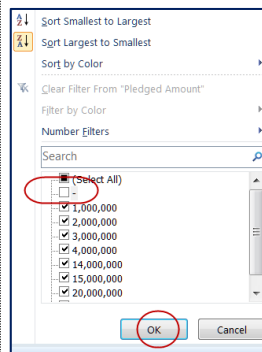 Sort Smallest to Largest
Sort Largest to Smallest
Sort by Color
Clear Filter From "Pledged Amount"
Filter by Color
Number Filters
Search
(Select All)
-
1,000,000
2,000,000
3,000,000
4,000,000
14,000,000
15,000,000
20,000,000
OK Cancel